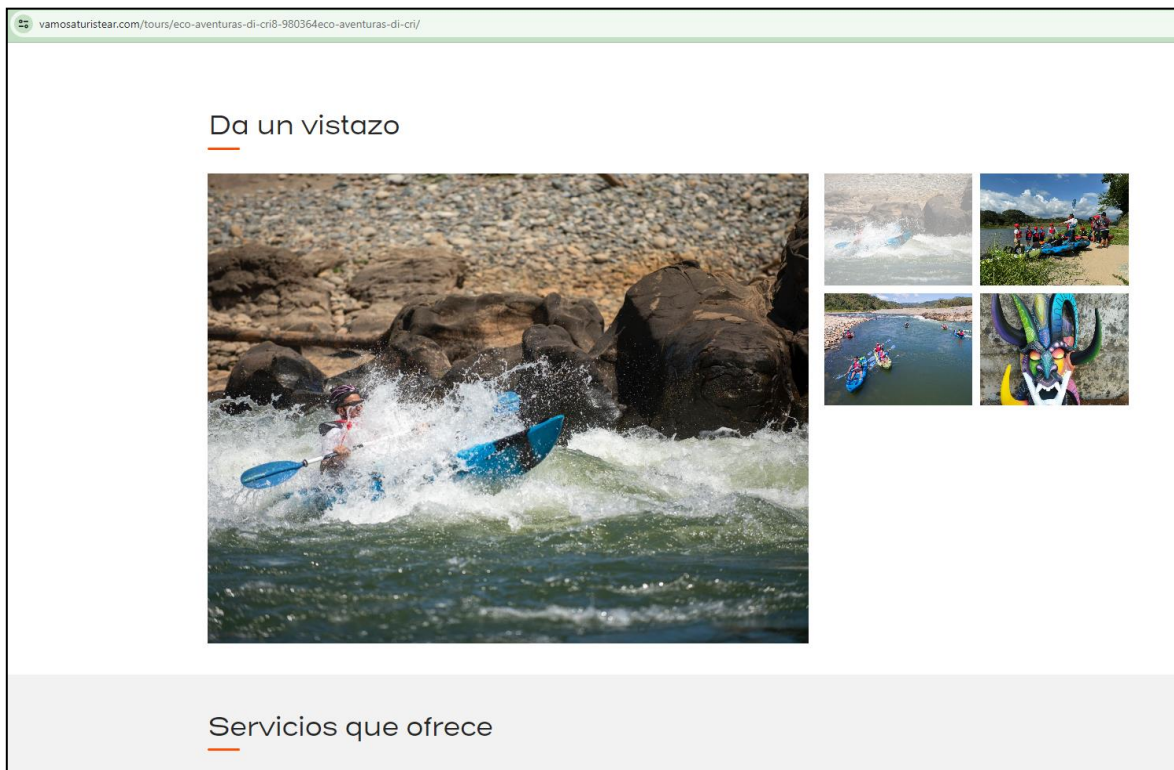 vamosaturistear.com/tours/eco-aventuras-di-cri8-980364eco-aventuras-di-cri/
Da un vistazo
Servicios que ofrece